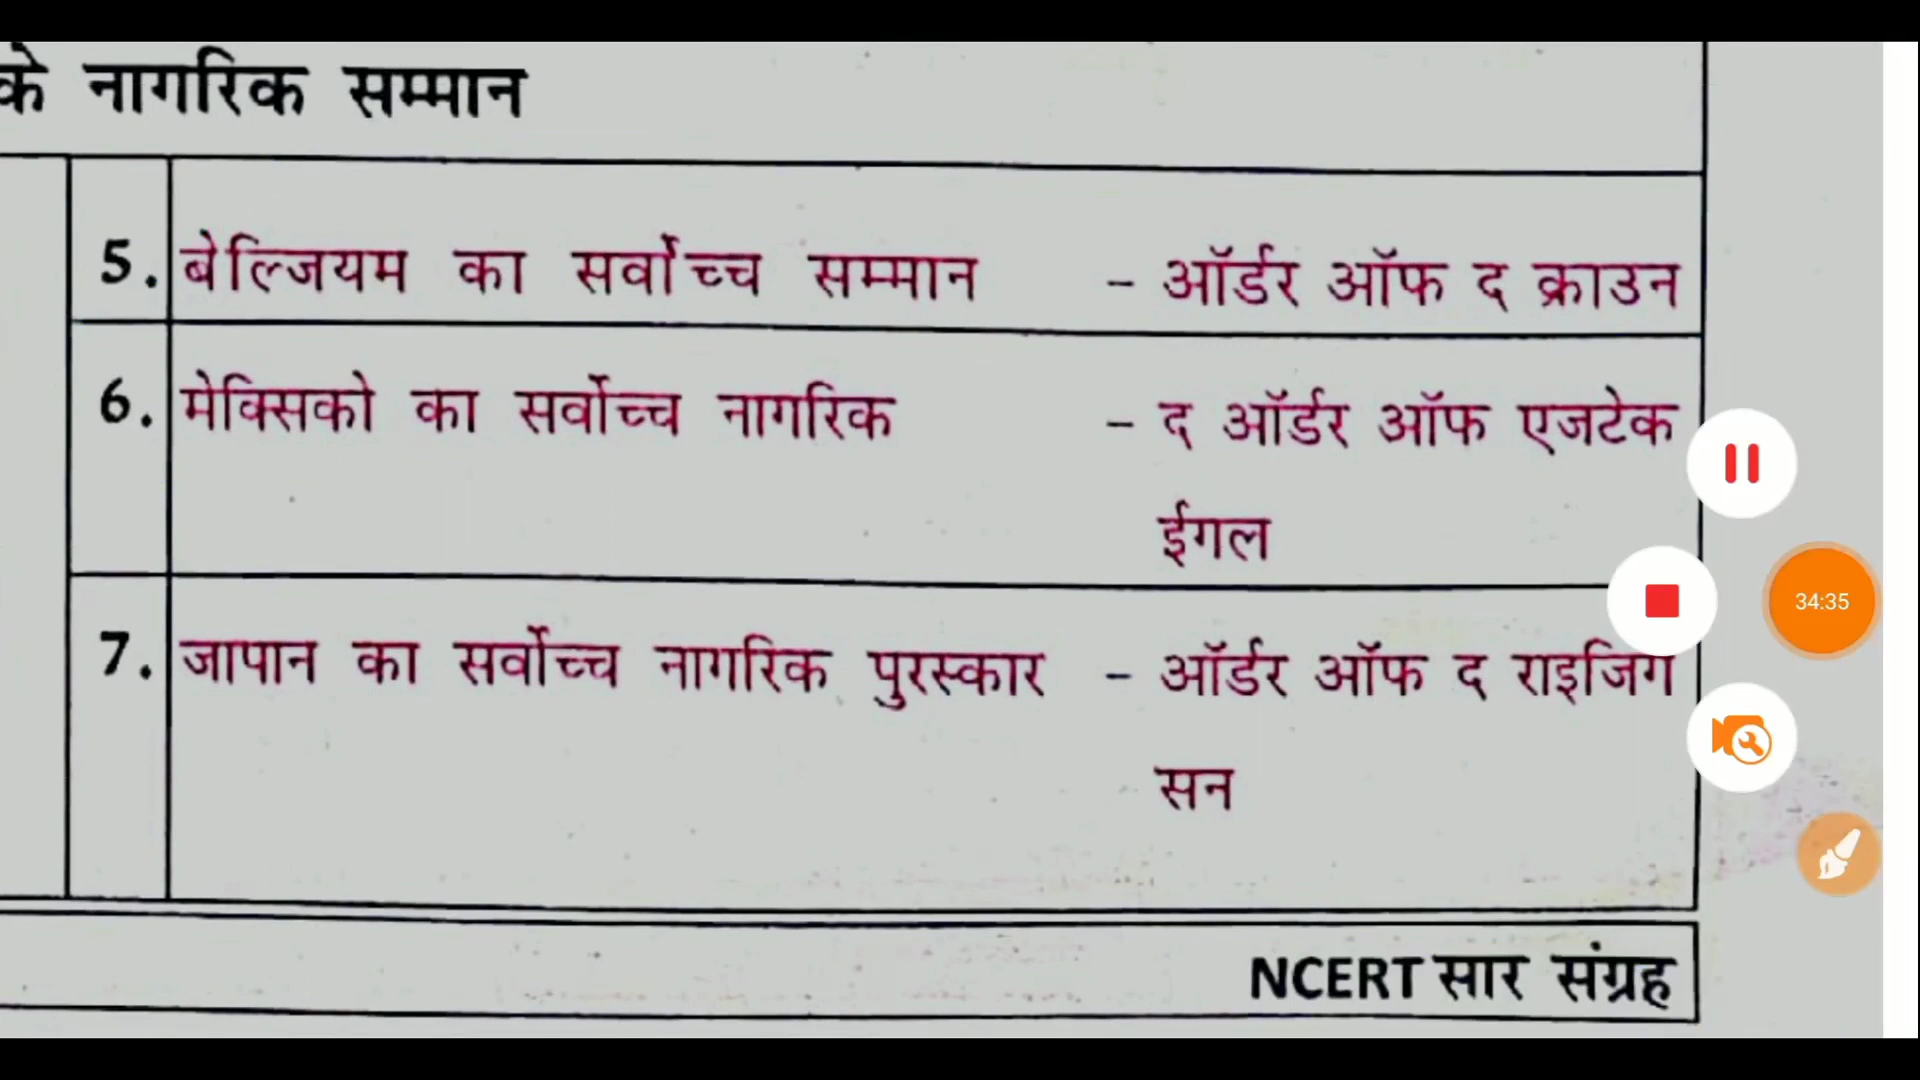 के नागरिक सम्मान
5. बेल्जियम का सर्वोच्च सम्मान - ऑर्डर ऑफ द क्राउन
6. मेक्सिको का सर्वोच्च नागरिक - द ऑर्डर ऑफ एजटेक
ईगल
34:35
7. जापान का सर्वोच्च नागरिक पुरस्कार - ऑर्डर ऑफ द राइजिंग
सन
NCERT सार संग्रह